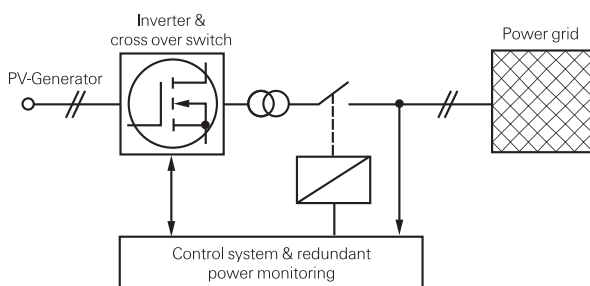 Inverter &
cross over switch
Power grid
PV-Generator
Control system & redundant
power monitoring